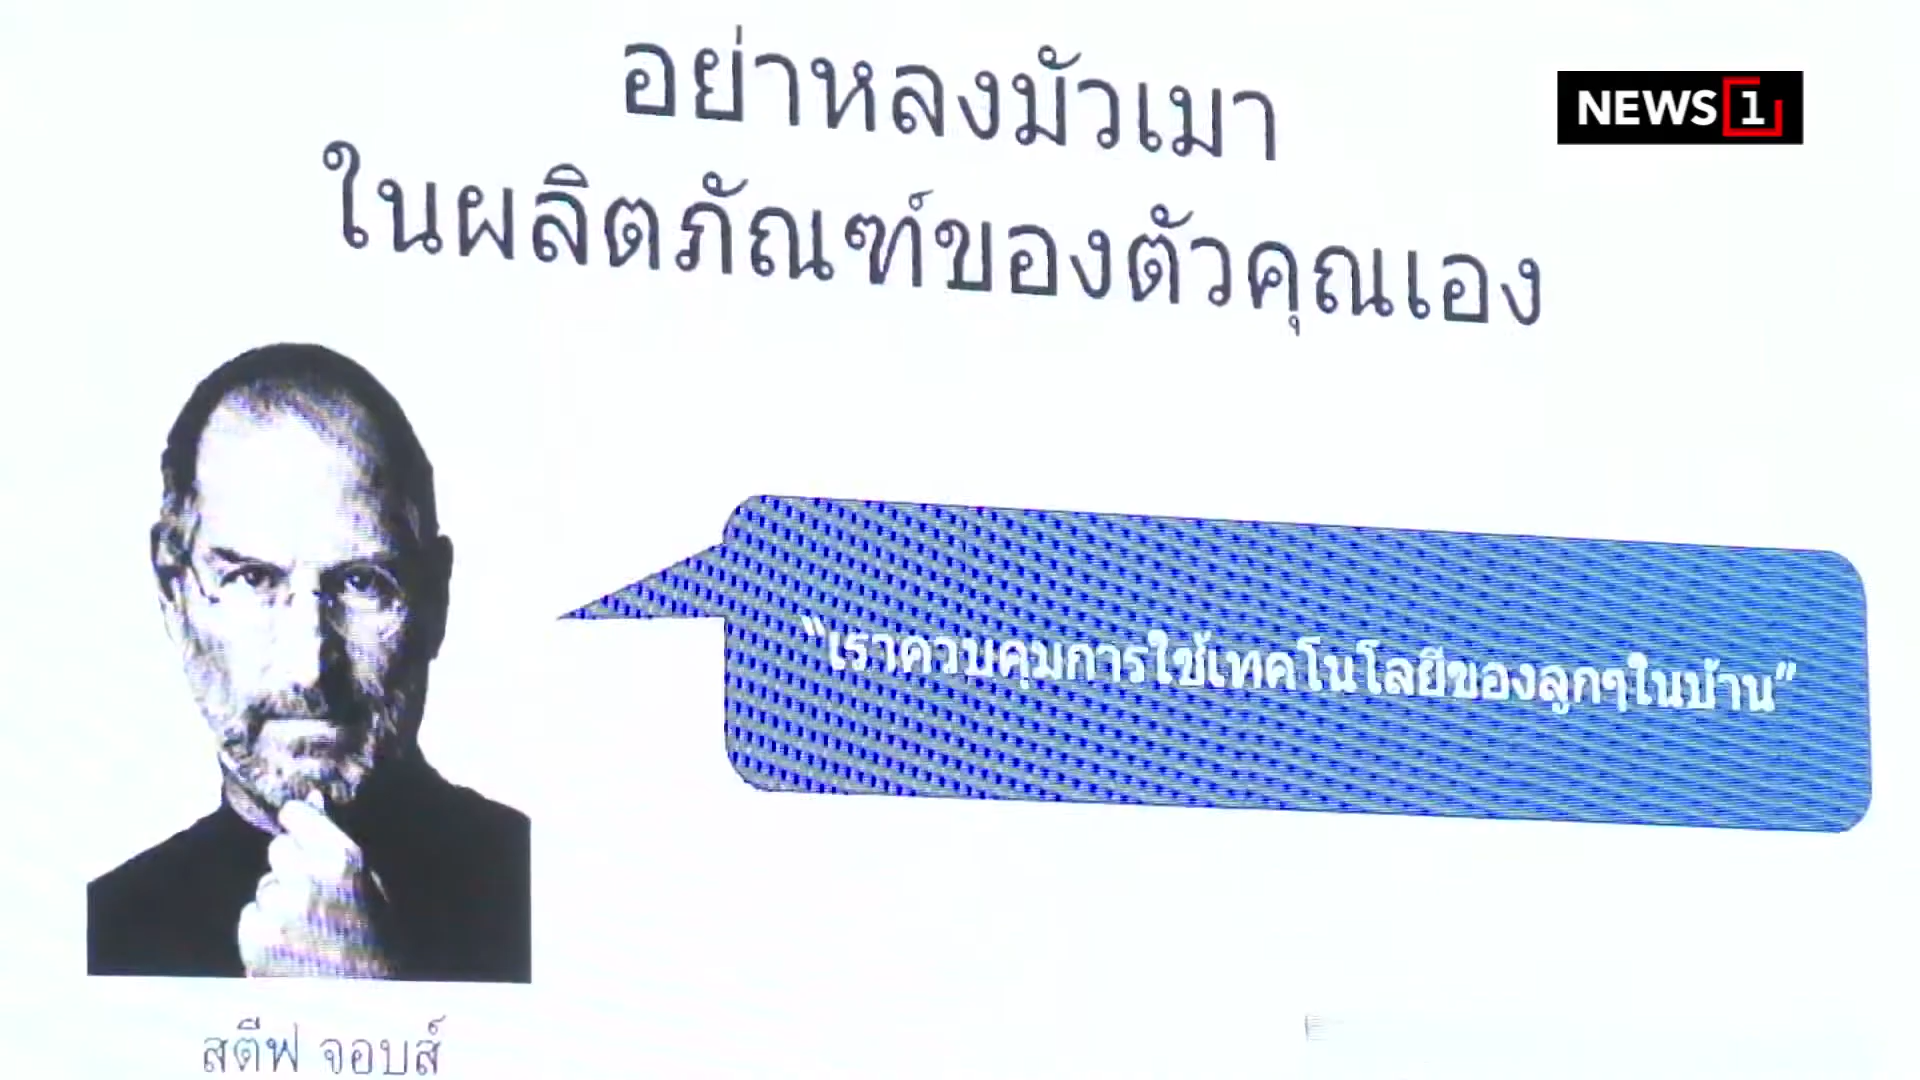 อย่าหลงมัวเมา
ในผลิตภัณฑ์ของตัวคุณเอง
NEWS 1
“เราควบคุมการใช้เทคโนโลยีของลูกๆในบ้าน”
สตีฟ จอบส์